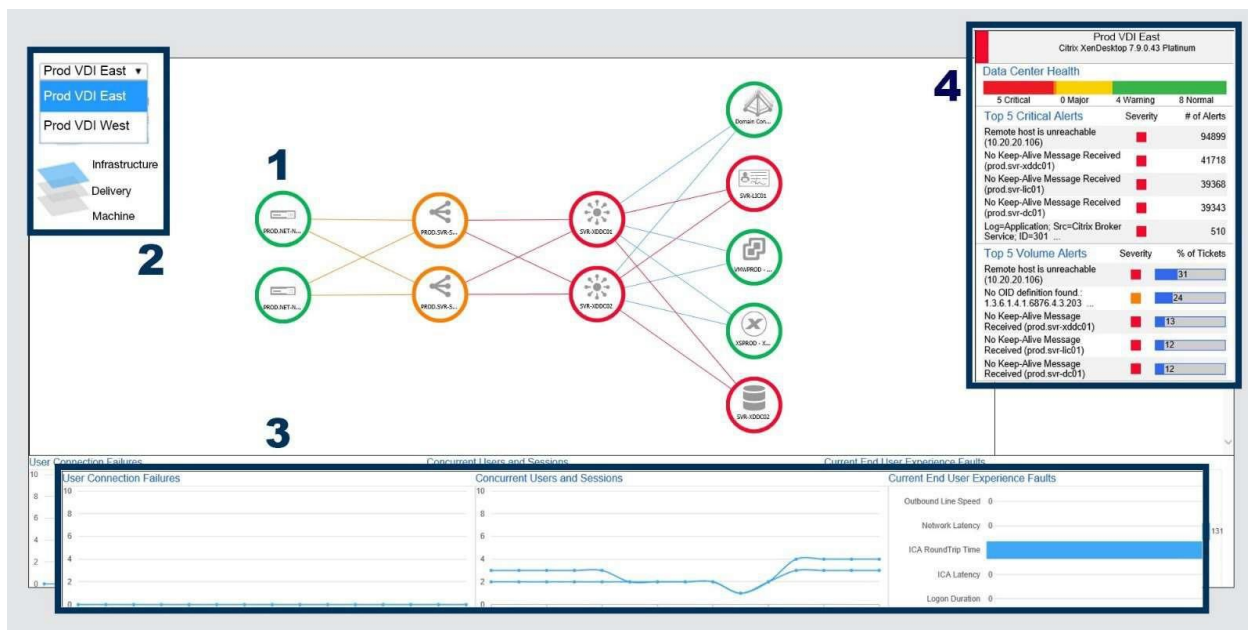 Prod VDI East
Prod VDI East
Prod VDI West
Infrastructure
Delivery
Machine
2
1
PROD.NET-N...
PROD.NET-N...
PROD.SVR-S...
PROD.SVR-S...
SVR-XDDC01
SVR-XDDC02
Domain Con...
SVR-LIC01
VMWPROD - ...
XSPROD - X...
SVR-XDDC02
4
Prod VDI East
Citrix XenDesktop 7.9.0.43 Platinum
Data Center Health
5 Critical 0 Major 4 Warning 8 Normal
Top 5 Critical Alerts Severity # of Alerts
Remote host is unreachable
(10.20.20.106) 94899
No Keep-Alive Message Received
(prod.svr-xddc01) 41718
No Keep-Alive Message Received
(prod.svr-lic01) 39368
No Keep-Alive Message Received
(prod.svr-dc01) 39343
Log=Application; Src=Citrix Broker
Service; ID=301 ... 510
Top 5 Volume Alerts Severity % of Tickets
Remote host is unreachable
(10.20.20.106) 31
No OID definition found.:
1.3.6.1.4.1.6876.4.3.203 ... 24
No Keep-Alive Message
Received (prod.svr-xddc01) 13
No Keep-Alive Message
Received (prod.svr-lic01) 12
No Keep-Alive Message
Received (prod.svr-dc01) 12
3
User Connection Failures
Concurrent Users and Sessions
Current End User Experience Faults
10
8
6
4
2
0
131
User Connection Failures
10
8
6
4
2
0
Concurrent Users and Sessions
10
8
6
4
2
0
Current End User Experience Faults
Outbound Line Speed 0
Network Latency 0
ICA RoundTrip Time
ICA Latency 0
Logon Duration 0